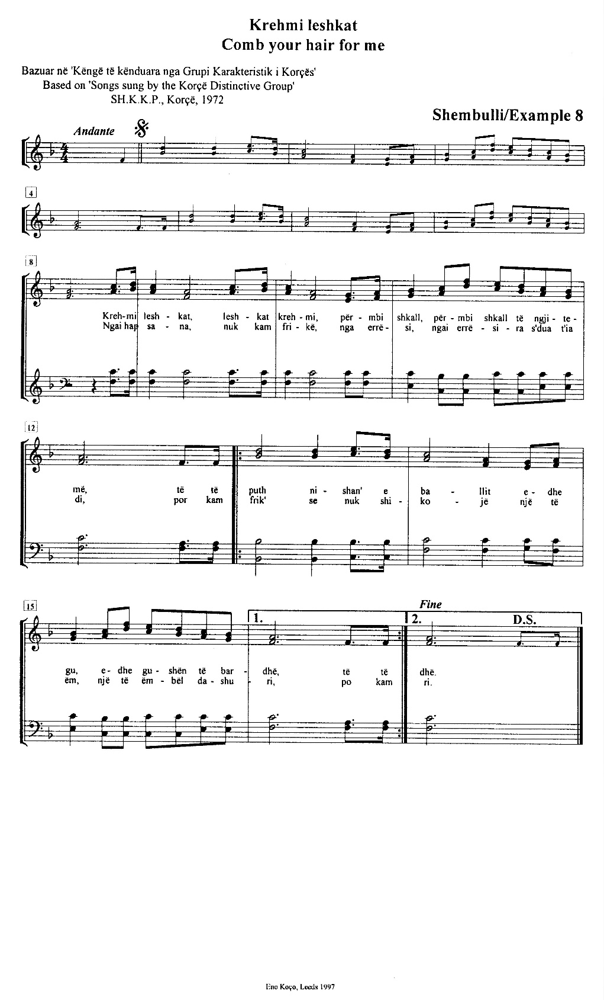 Krehmi leshkat
Comb your hair for me
Bazuar në 'Këngë të kënduara nga Grupi Karakteristik i Korçës'
Based on 'Songs sung by the Korçë Distinctive Group'
SH.K.K.P., Korçë, 1972
Shembulli/Example 8
Andante
4
4
4
8
Kreh-mi lesh - kat, lesh - kat kreh - mi, për - mbi shkall, për - mbi shkall të ngji - te -
Ngai hap sa - na, nuk kam fri - kë, nga errë - si, ngai errë - si - ra s'dua t'ia
12
më, të të puth ni - shan' e ba - llit e - dhe
di, por kam frik' se nuk shi - ko - jë një të
15
Fine
1. 2. D.S.
gu, e - dhe gu - shën të bar - dhë, të të dhë.
ëm, një të ëm - bël da - shu - ri, po kam ri.
Eno Koço, Leeds 1997